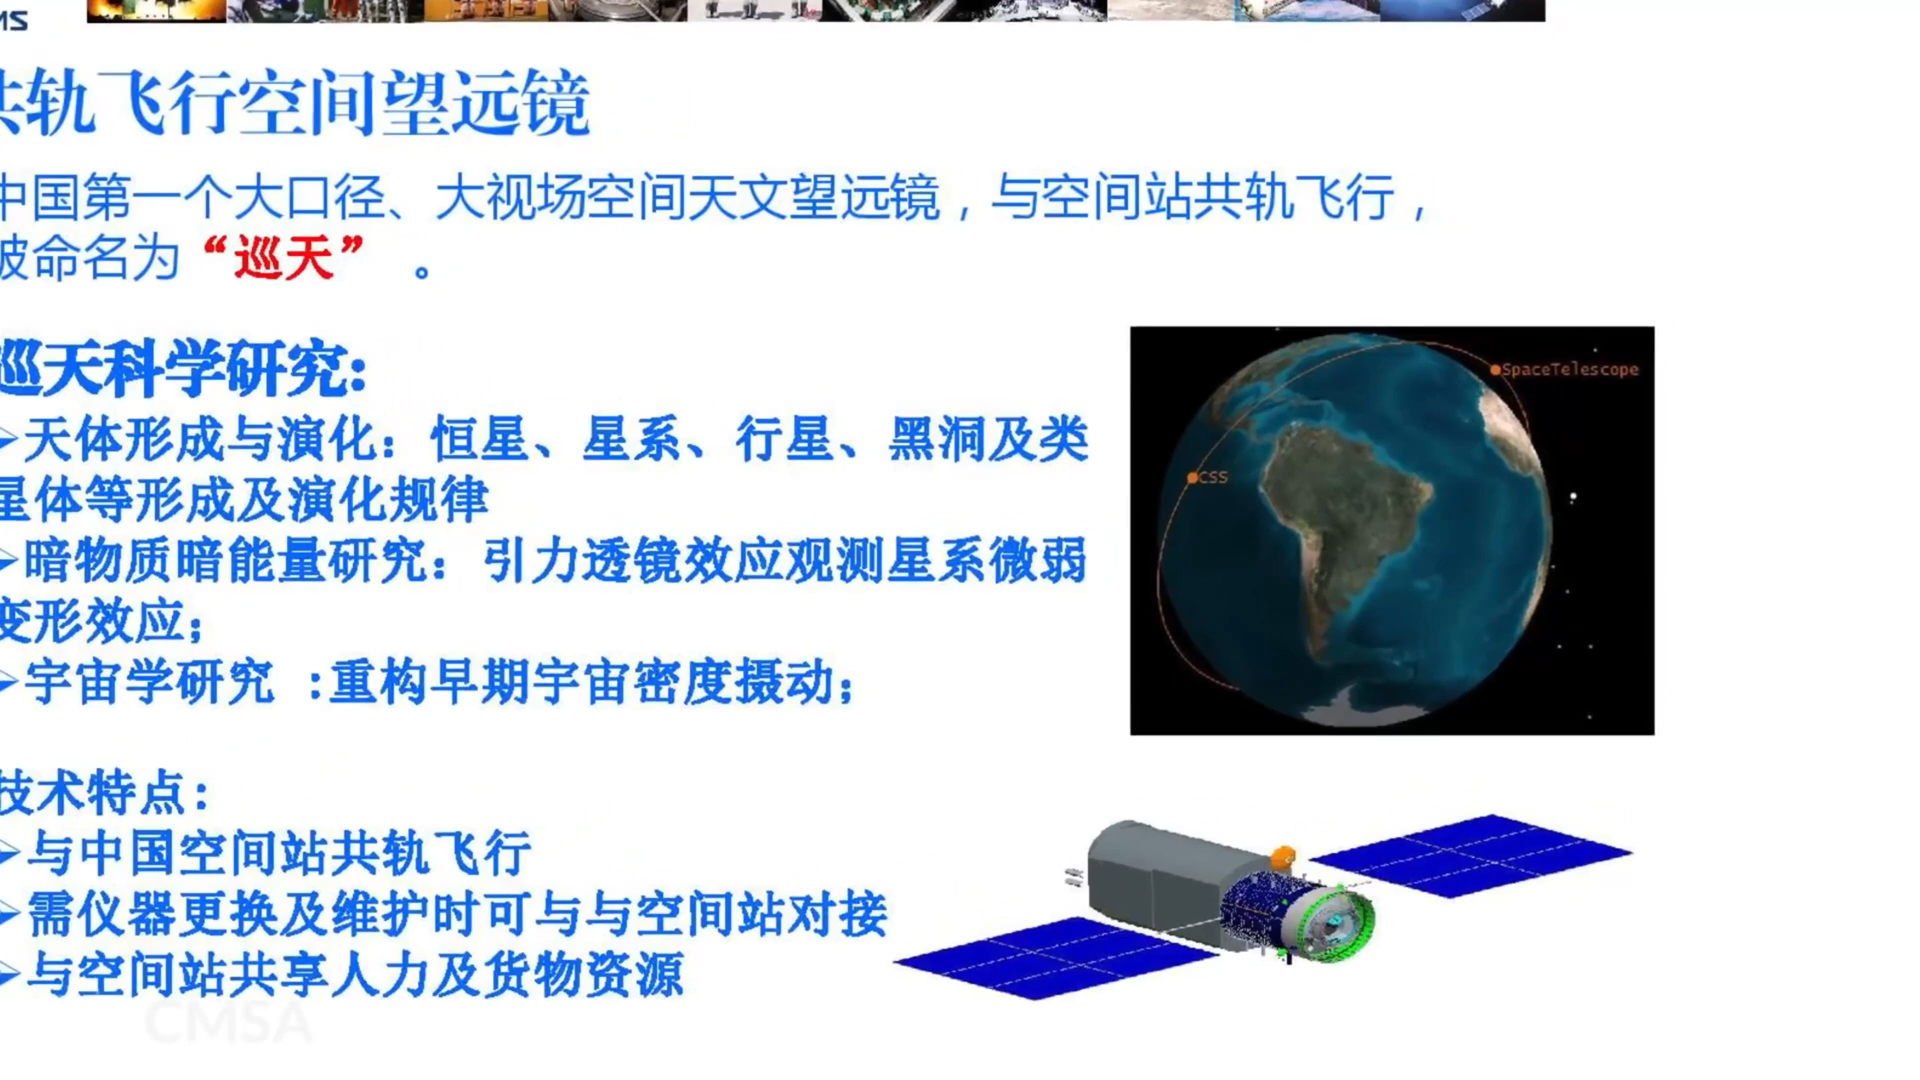 MS
共轨飞行空间望远镜
中国第一个大口径、大视场空间天文望远镜，与空间站共轨飞行，
被命名为“巡天”。
巡天科学研究:
➢天体形成与演化：恒星、星系、行星、黑洞及类
星体等形成及演化规律
➢暗物质暗能量研究：引力透镜效应观测星系微弱
变形效应；
➢宇宙学研究 :重构早期宇宙密度摄动；
SpaceTelescope
CSS
技术特点：
➢与中国空间站共轨飞行
➢需仪器更换及维护时可与与空间站对接
➢与空间站共享人力及货物资源
CMSA